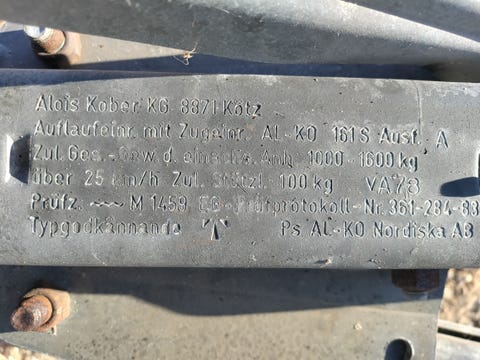 Alois Kober KG 8871 Kötz
Auflaufeinr. mit Zugeinr. AL-KO 161 S Ausf. A
Zul. Ges.-Gew. d. einachs. Anh. 1000-1600 kg
über 25 km/h Zul. Stützl. 100 kg VA78
Prüfz. M 1459 EG-Prüfprotokoll-Nr. 361-284-83
Typgodkännande Ps AL-KO Nordiska AB